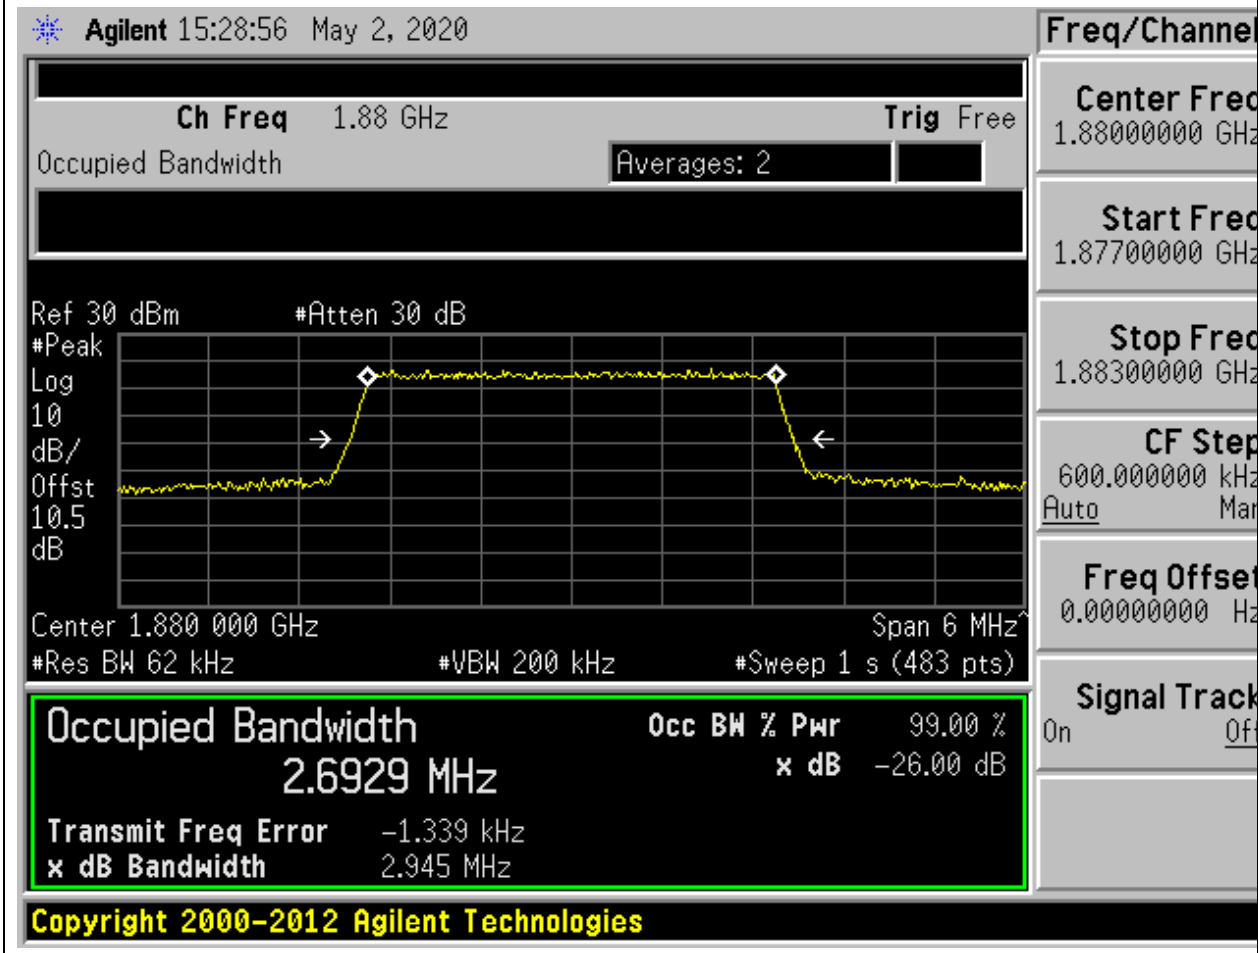 Agilent 15:28:56 May 2, 2020
Freq/Channel
Ch Freq 1.88 GHz Trig Free
Occupied Bandwidth Averages: 2
Center Freq
1.88000000 GHz
Start Freq
1.87700000 GHz
Stop Freq
1.88300000 GHz
CF Step
600.000000 kHz
Auto Man
Freq Offset
0.00000000 Hz
Signal Track
On Off
Ref 30 dBm #Atten 30 dB
#Peak
Log
10
dB/
Offst
10.5
dB
Center 1.880 000 GHz Span 6 MHz^
#Res BW 62 kHz #VBW 200 kHz #Sweep 1 s (483 pts)
Occupied Bandwidth
2.6929 MHz
Occ BW % Pwr 99.00 %
x dB -26.00 dB
Transmit Freq Error -1.339 kHz
x dB Bandwidth 2.945 MHz
Copyright 2000-2012 Agilent Technologies